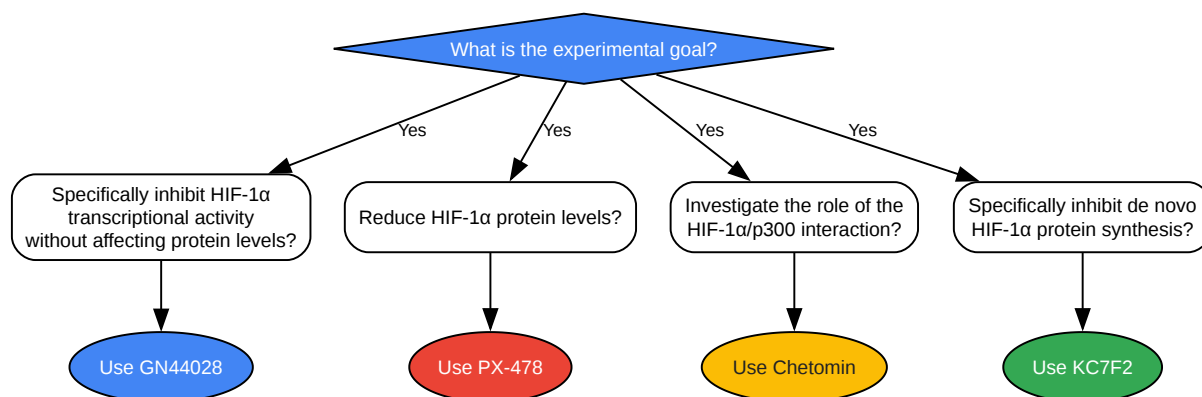 What is the experimental goal?
Yes
Yes
Yes
Yes
Specifically inhibit HIF-1α
transcriptional activity
without affecting protein levels?
Reduce HIF-1α protein levels?
Investigate the role of the
HIF-1α/p300 interaction?
Specifically inhibit de novo
HIF-1α protein synthesis?
Use GN44028
Use PX-478
Use Chetomin
Use KC7F2